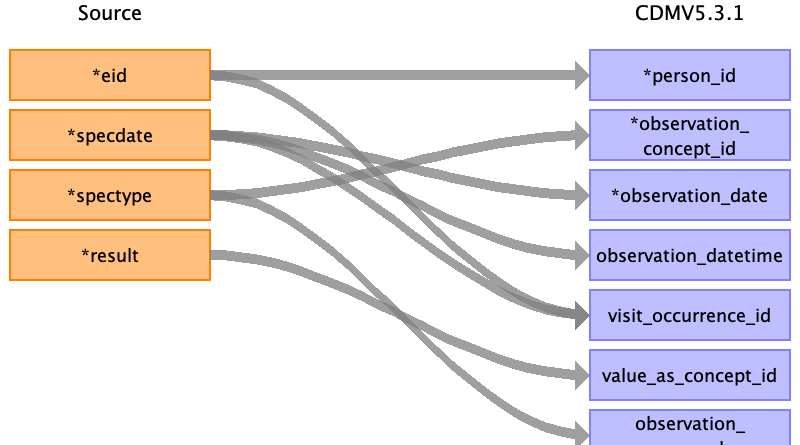 Source
CDMV5.3.1
*eid
*person_id
*specdate
*observation_
concept_id
*spectype
*observation_date
*result
observation_datetime
visit_occurrence_id
value_as_concept_id
observation_